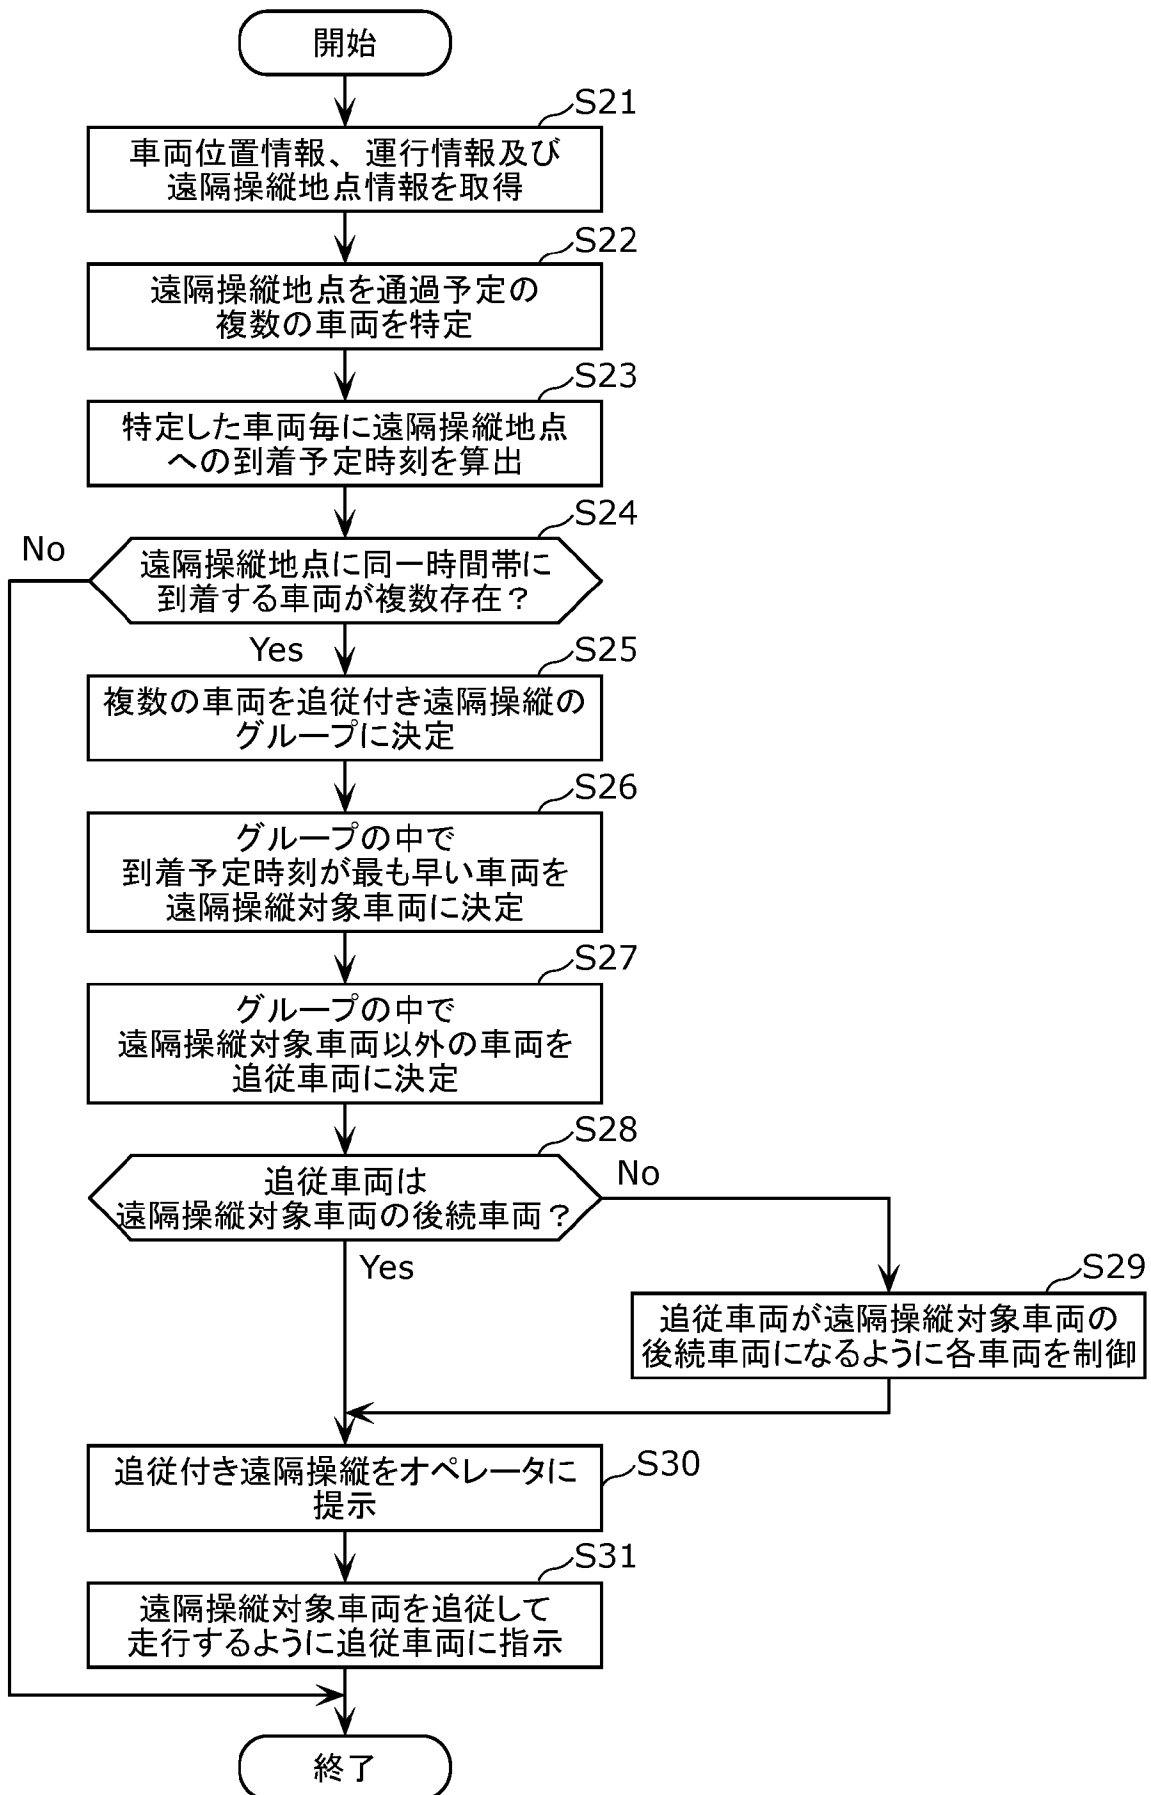 開始
S21
車両位置情報、運行情報及び
遠隔操縦地点情報を取得
S22
遠隔操縦地点を通過予定の
複数の車両を特定
S23
特定した車両毎に遠隔操縦地点
への到着予定時刻を算出
S24
No
遠隔操縦地点に同一時間帯に
到着する車両が複数存在？
Yes
S25
複数の車両を追従付き遠隔操縦の
グループに決定
S26
グループの中で
到着予定時刻が最も早い車両を
遠隔操縦対象車両に決定
S27
グループの中で
遠隔操縦対象車両以外の車両を
追従車両に決定
S28
追従車両は
遠隔操縦対象車両の後続車両？
No
Yes
S29
追従車両が遠隔操縦対象車両の
後続車両になるように各車両を制御
S30
追従付き遠隔操縦をオペレータに
提示
S31
遠隔操縦対象車両を追従して
走行するように追従車両に指示
終了